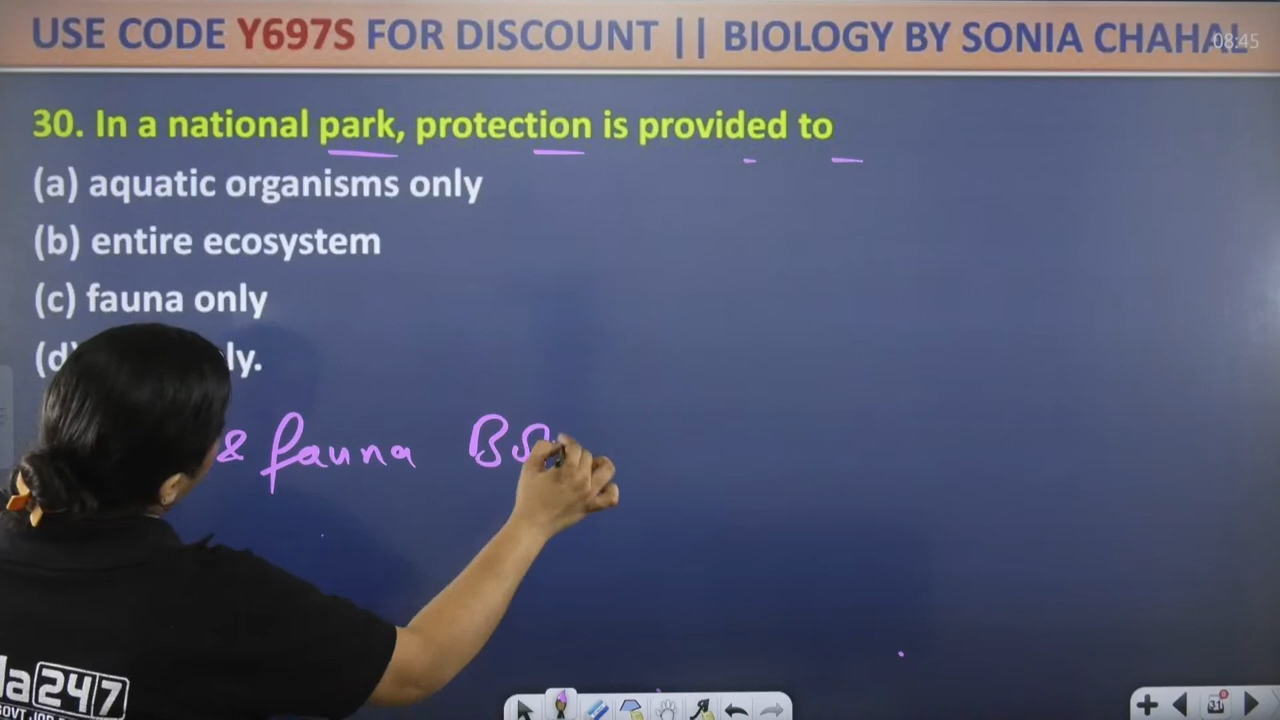 USE CODE Y697S FOR DISCOUNT || BIOLOGY BY SONIA CHAHAL
08:45
30. In a national park, protection is provided to
(a) aquatic organisms only
(b) entire ecosystem
(c) fauna only
(d)
& fauna
247
31